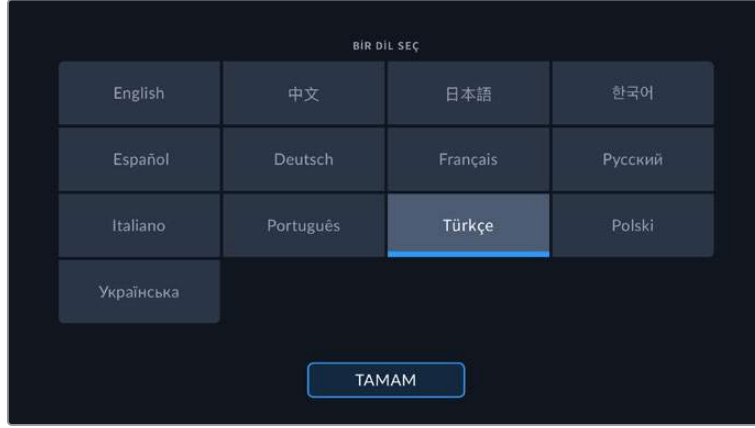 BİR DİL SEÇ
English 中文 日本語 한국어
Español Deutsch Français Русский
Italiano Português Türkçe Polski
Українська
TAMAM